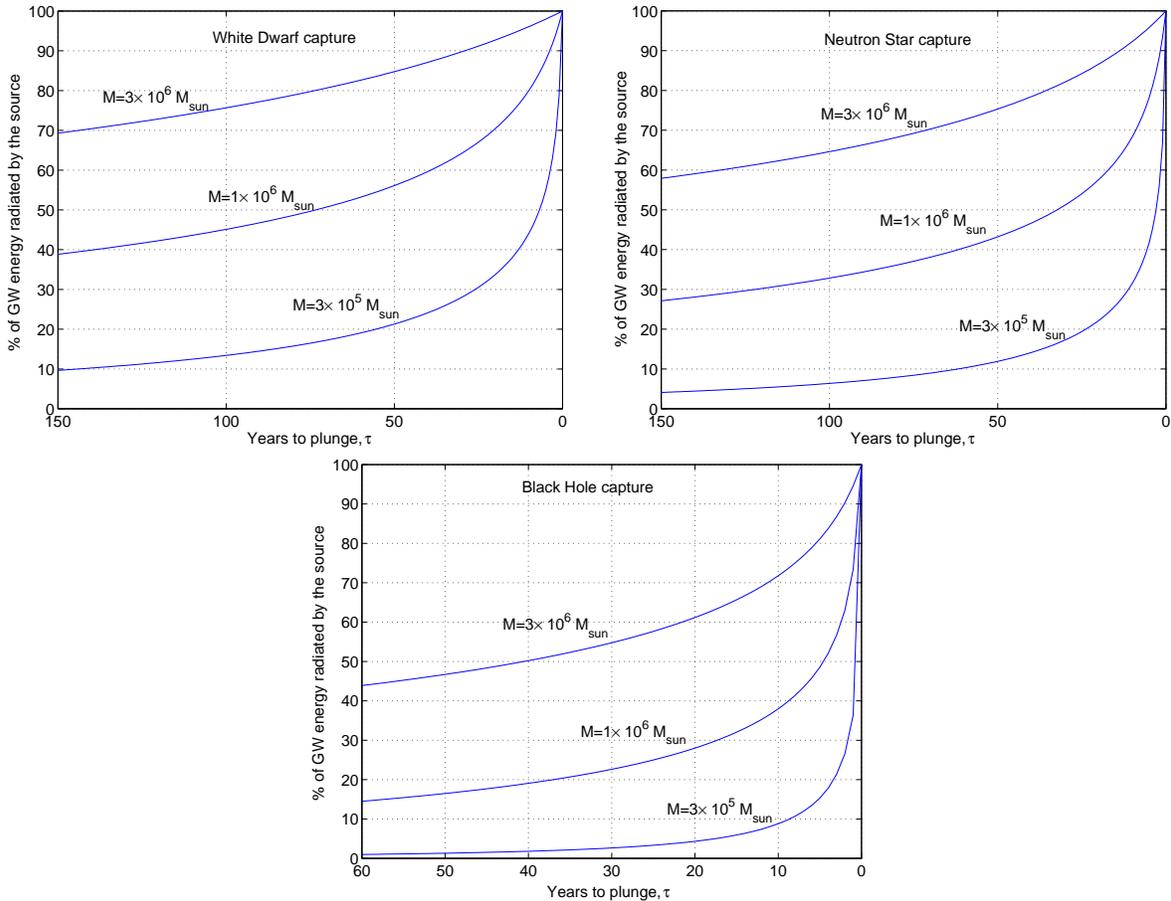 White Dwarf capture
% of GW energy radiated by the source
100
90
80
70
60
50
40
30
20
10
0
M=3× 10^6 M_sun
M=1× 10^6 M_sun
M=3× 10^5 M_sun
150 100 50 0
Years to plunge, τ
Neutron Star capture
% of GW energy radiated by the source
100
90
80
70
60
50
40
30
20
10
0
M=3× 10^6 M_sun
M=1× 10^6 M_sun
M=3× 10^5 M_sun
150 100 50 0
Years to plunge, τ
Black Hole capture
% of GW energy radiated by the source
100
90
80
70
60
50
40
30
20
10
0
M=3× 10^6 M_sun
M=1× 10^6 M_sun
M=3× 10^5 M_sun
60 50 40 30 20 10 0
Years to plunge, τ